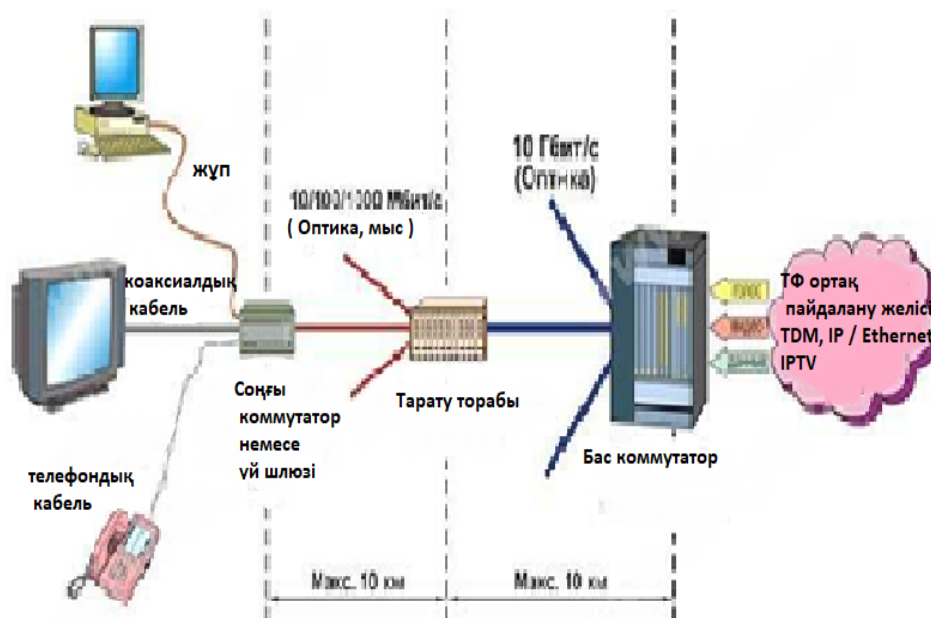 жұп
10 Гбит/с
(Оптика)
10/100/1000 Мбит/с
( Оптика, мыс )
коаксиалдық
кабель
ТФ ортақ
пайдалану желісі
TDM, IP / Ethernet
IPTV
Соңғы
коммутатор
немесе
үй шлюзі
Тарату торабы
Бас коммутатор
телефондық
кабель
Макс. 10 км
Макс. 10 км